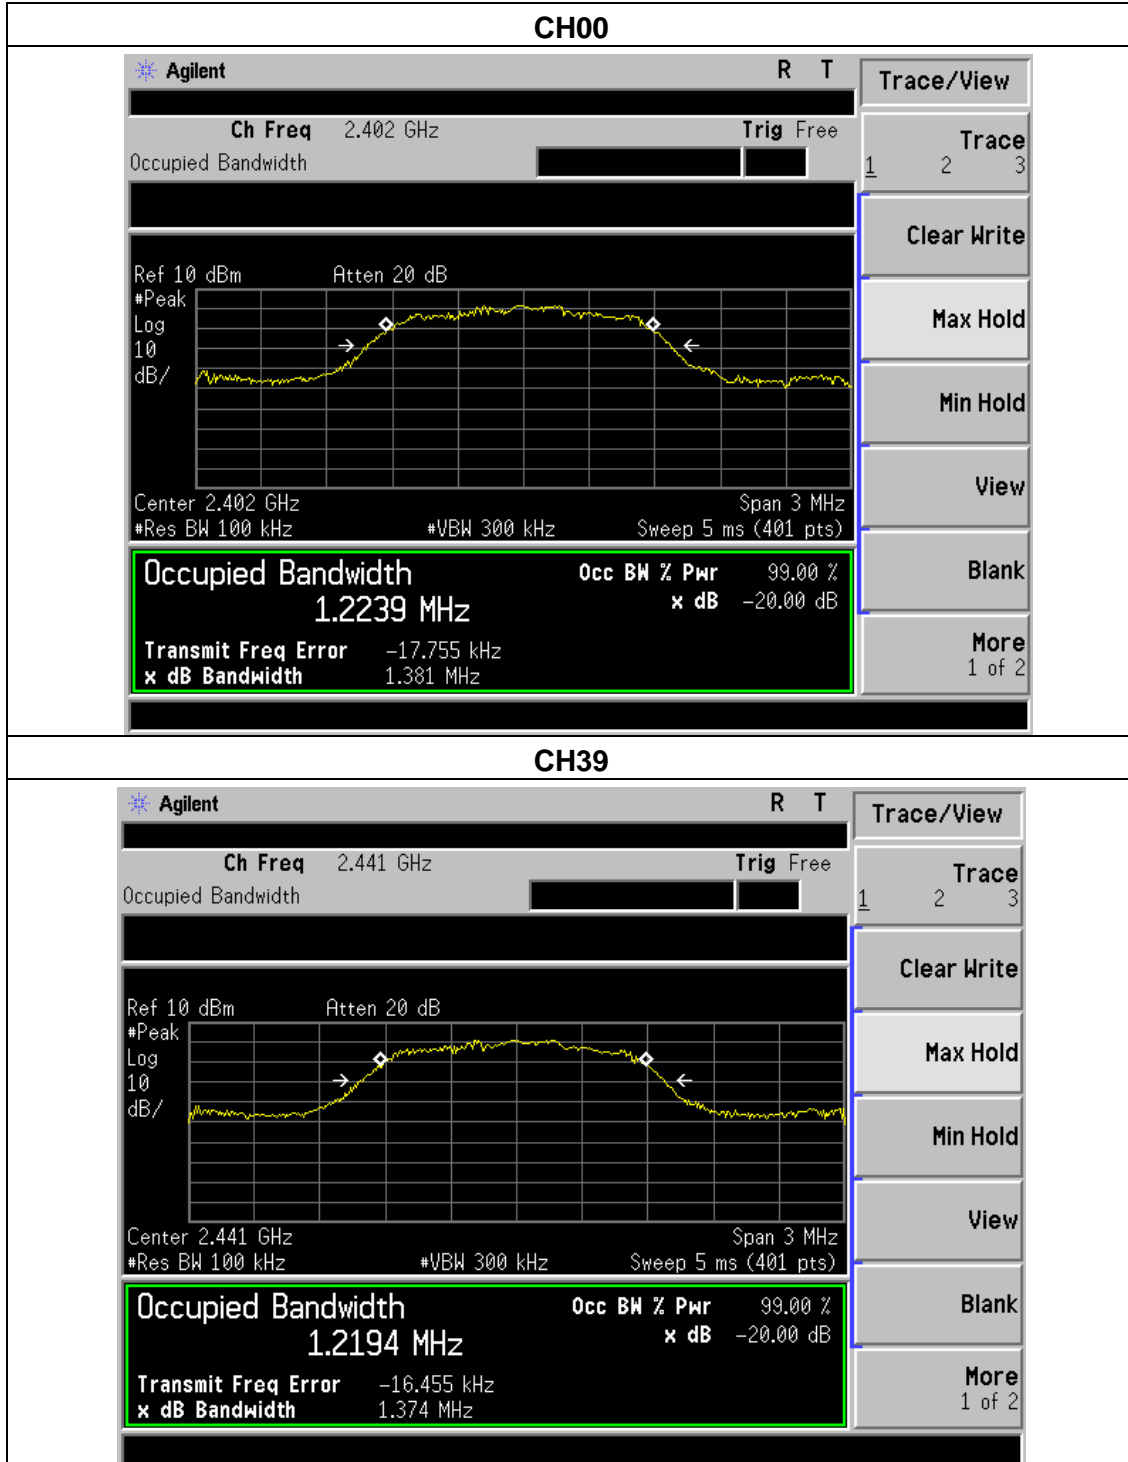 CH00
Agilent R T Trace/View
Ch Freq 2.402 GHz Trig Free
Occupied Bandwidth
Trace
1 2 3
Clear Write
Ref 10 dBm Atten 20 dB
#Peak
Log
10
dB/
Max Hold
Min Hold
View
Center 2.402 GHz Span 3 MHz
#Res BW 100 kHz #VBW 300 kHz Sweep 5 ms (401 pts)
Occupied Bandwidth Occ BW % Pwr 99.00 %
1.2239 MHz x dB -20.00 dB
Blank
Transmit Freq Error -17.755 kHz
x dB Bandwidth 1.381 MHz
More
1 of 2
CH39
Agilent R T Trace/View
Ch Freq 2.441 GHz Trig Free
Occupied Bandwidth
Trace
1 2 3
Clear Write
Ref 10 dBm Atten 20 dB
#Peak
Log
10
dB/
Max Hold
Min Hold
View
Center 2.441 GHz Span 3 MHz
#Res BW 100 kHz #VBW 300 kHz Sweep 5 ms (401 pts)
Occupied Bandwidth Occ BW % Pwr 99.00 %
1.2194 MHz x dB -20.00 dB
Blank
Transmit Freq Error -16.455 kHz
x dB Bandwidth 1.374 MHz
More
1 of 2